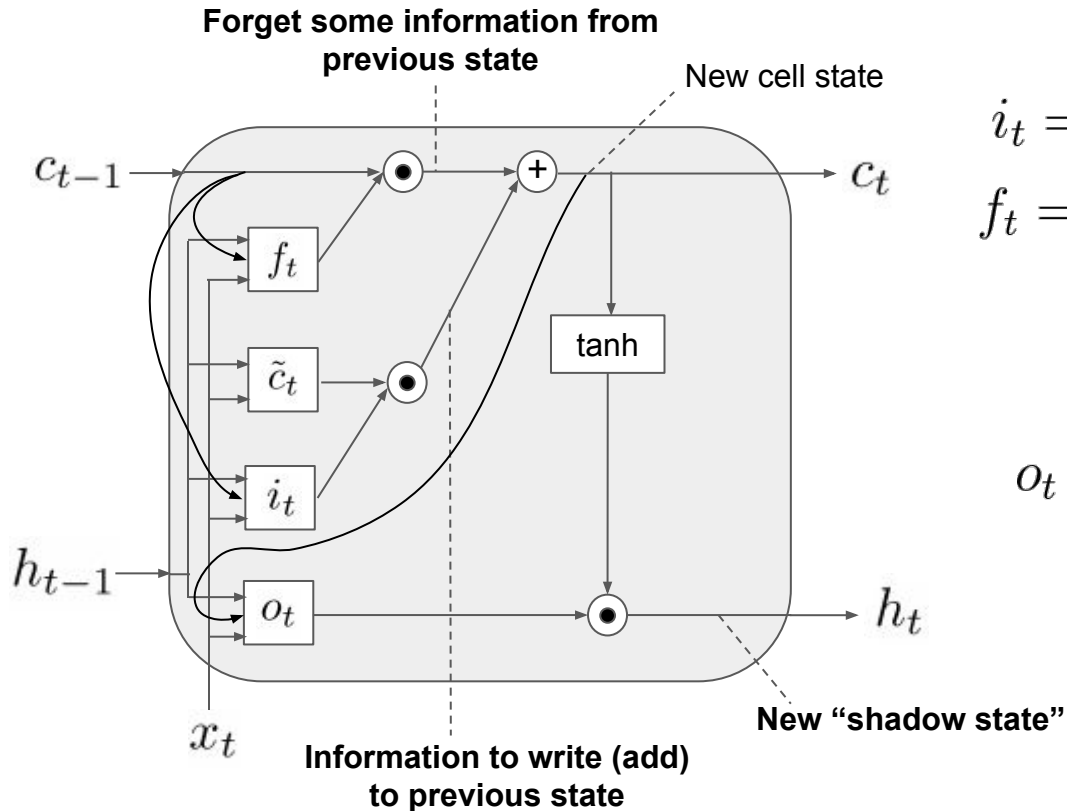 Forget some information from
previous state
New cell state
i_t =
c_{t-1}
+
c_t
f_t =
f_t
tanh
c̃_t
i_t
o_t
h_{t-1}
o_t
h_t
x_t
New “shadow state”
Information to write (add)
to previous state